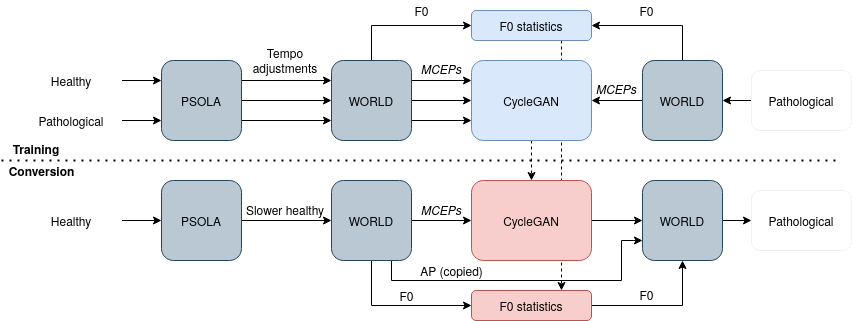 F0
F0 statistics
F0
Tempo
adjustments
Healthy
PSOLA
WORLD
MCEPs
CycleGAN
MCEPs
WORLD
Pathological
Pathological
Training
Conversion
Healthy
PSOLA
Slower healthy
WORLD
MCEPs
CycleGAN
WORLD
Pathological
AP (copied)
F0
F0 statistics
F0